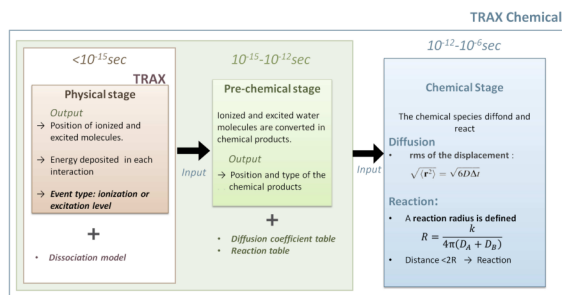 TRAX Chemical
<10⁻¹⁵sec
TRAX
Physical stage
Output
→ Position of ionized and
excited molecules.
→ Energy deposited in each
interaction
→ Event type: ionization or
excitation level
+
• Dissociation model
Input
10⁻¹⁵-10⁻¹²sec
Pre-chemical stage
Ionized and excited water
molecules are converted in
chemical products.
Output
→ Position and type of the
chemical products
+
• Diffusion coefficient table
• Reaction table
Input
10⁻¹²-10⁻⁶sec
Chemical Stage
The chemical species diffond and
react
Diffusion
• rms of the displacement :
√⟨r²⟩ = √6DΔt
Reaction:
• A reaction radius is defined
R = k / 4π(D_A + D_B)
• Distance <2R → Reaction